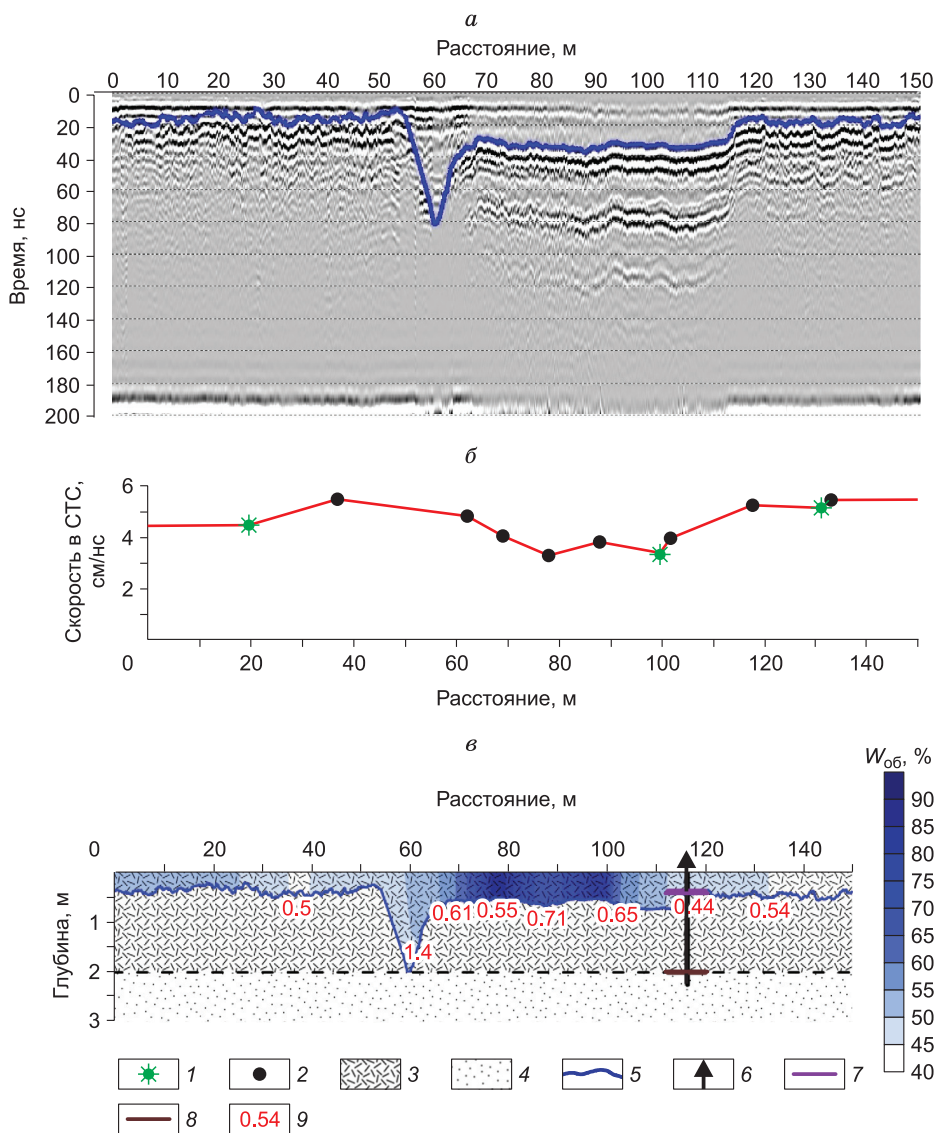 а
Расстояние, м
0 10 20 30 40 50 60 70 80 90 100 110 120 130 140 150
0
20
40
60
80
100
120
140
160
180
200
Время, нс
б
6
4
2
Скорость в СТС,
см/нс
0 20 40 60 80 100 120 140
Расстояние, м
в
Wоб, %
Расстояние, м
0 20 40 60 80 100 120 140
1
2
3
Глубина, м
0.5 1.4 0.61 0.55 0.71 0.65 0.44 0.54
90
85
80
75
70
65
60
55
50
45
40
1 2 3 4 5 6 7
8 0.54 9